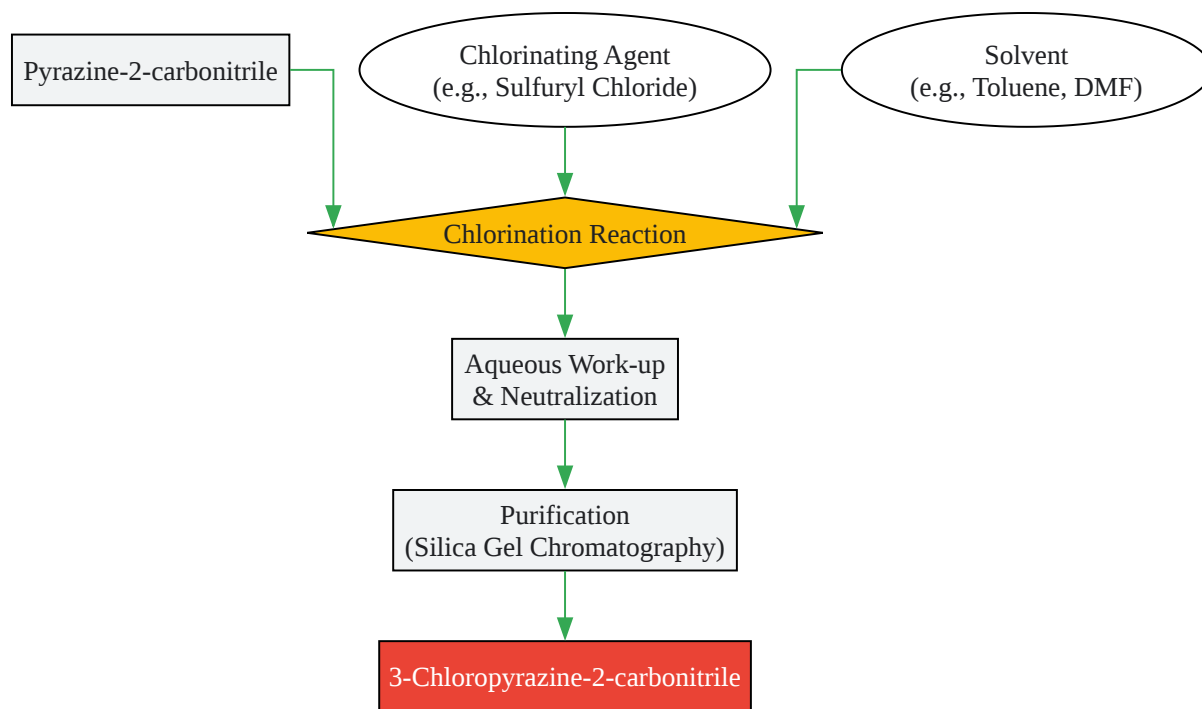 Pyrazine-2-carbonitrile
Chlorinating Agent
(e.g., Sulfuryl Chloride)
Solvent
(e.g., Toluene, DMF)
Chlorination Reaction
Aqueous Work-up
& Neutralization
Purification
(Silica Gel Chromatography)
3-Chloropyrazine-2-carbonitrile